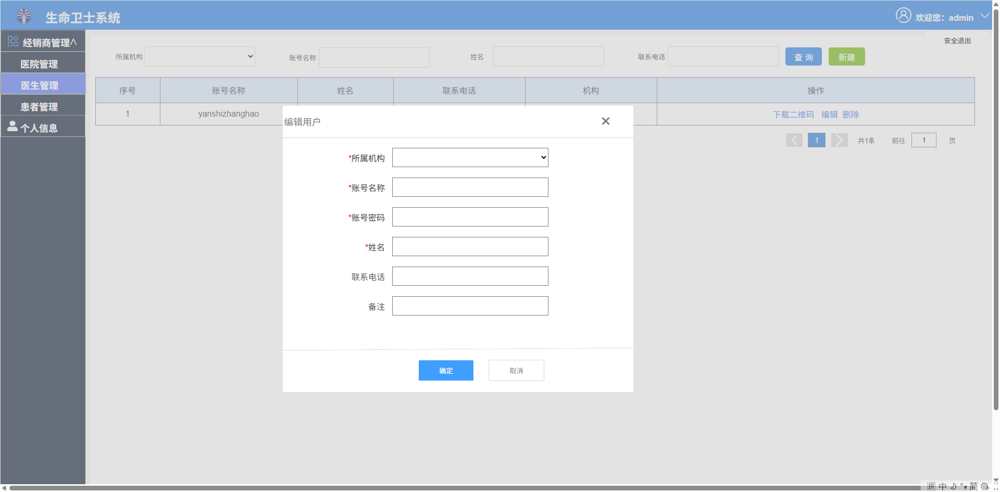 生命卫士系统
欢迎您：admin
安全退出
经销商管理
医院管理
医生管理
患者管理
个人信息
所属机构 账号名称 姓名 联系电话 查 询 新建
序号 账号名称 姓名 联系电话 机构 操作
1 yanshizhanghao 下载二维码 编辑 删除
1 共1条 前往 1 页
编辑用户
*所属机构
*账号名称
*账号密码
*姓名
联系电话
备注
确定 取消
拼 中 简